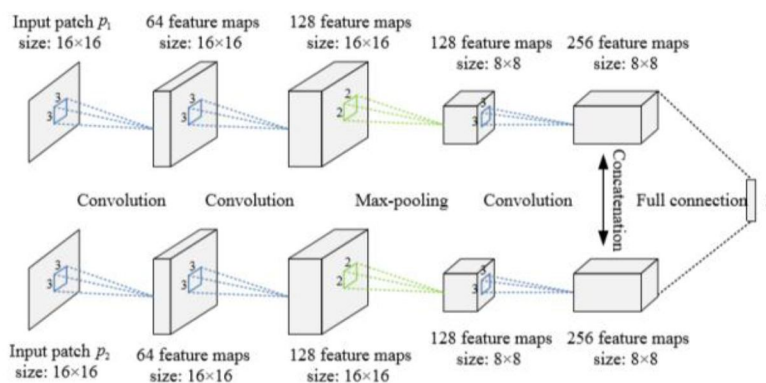 Input patch p₁
size: 16×16
64 feature maps
size: 16×16
128 feature maps
size: 16×16
128 feature maps
size: 8×8
256 feature maps
size: 8×8
3
3
3
3
2
2
3
3
Convolution
Convolution
Max-pooling
Convolution
Concatenation
Full connection
3
3
3
3
2
2
3
3
Input patch p₂
size: 16×16
64 feature maps
size: 16×16
128 feature maps
size: 16×16
128 feature maps
size: 8×8
256 feature maps
size: 8×8